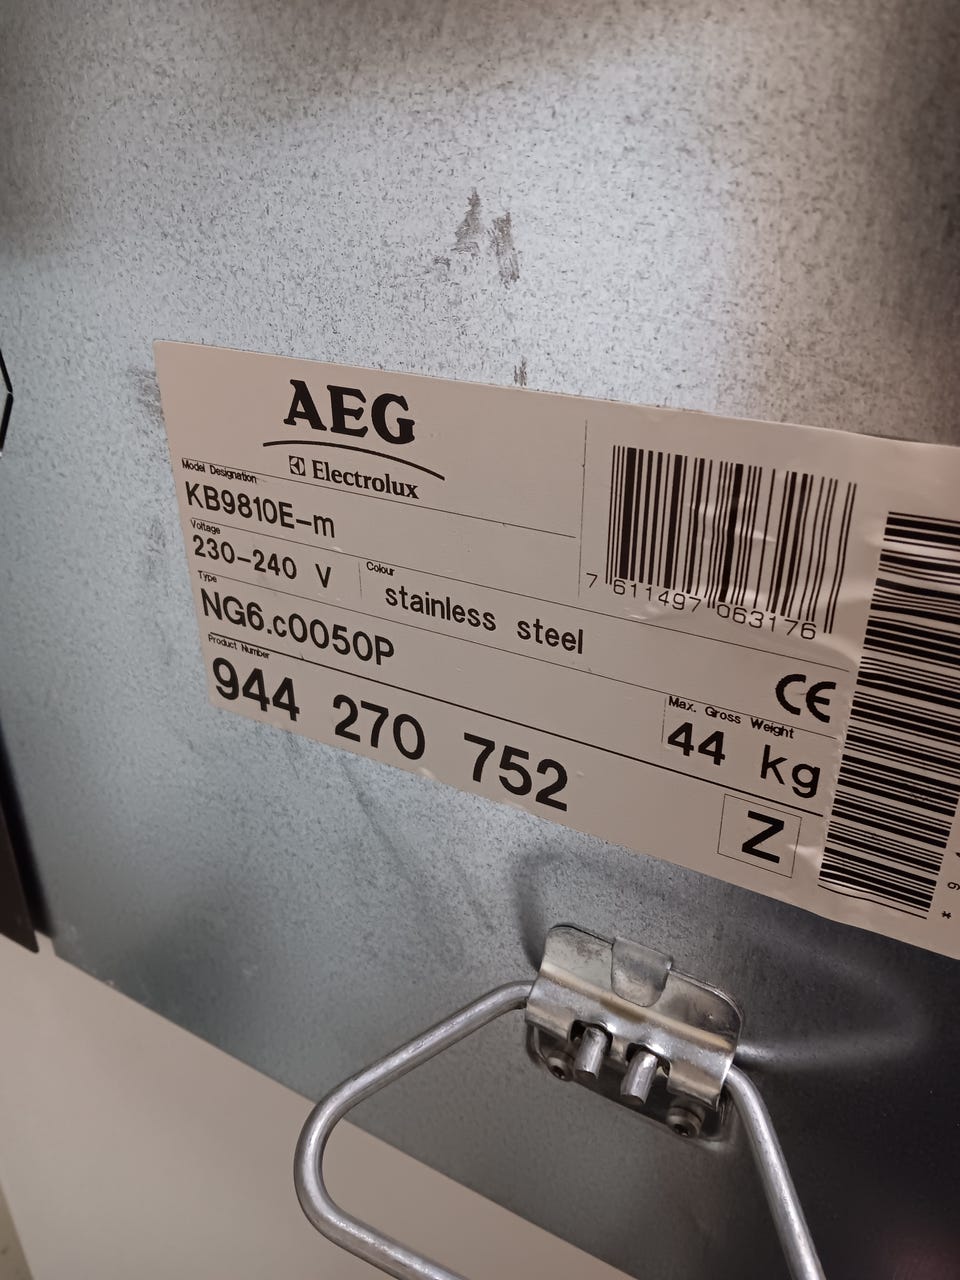 AEG
Electrolux
Model Designation
KB9810E-m
Voltage
230-240 V
Colour
stainless steel
Type
NG6.c0050P
Product Number
944 270 752
7 611497 063176
CE
Max. Gross Weight
44 kg
Z